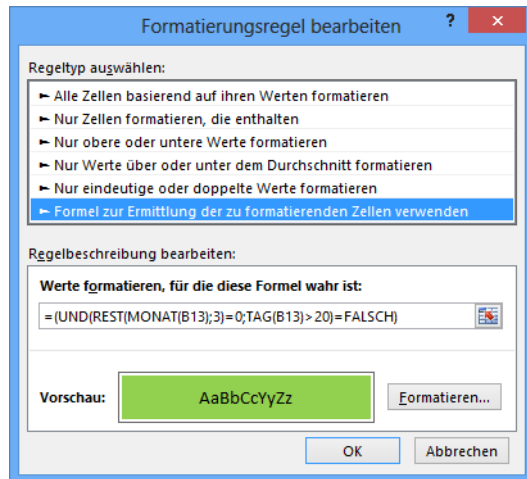 Formatierungsregel bearbeiten ? ×
Regeltyp auswählen:
► Alle Zellen basierend auf ihren Werten formatieren
► Nur Zellen formatieren, die enthalten
► Nur obere oder untere Werte formatieren
► Nur Werte über oder unter dem Durchschnitt formatieren
► Nur eindeutige oder doppelte Werte formatieren
► Formel zur Ermittlung der zu formatierenden Zellen verwenden
Regelbeschreibung bearbeiten:
Werte formatieren, für die diese Formel wahr ist:
=(UND(REST(MONAT(B13);3)=0;TAG(B13)>20)=FALSCH)
Vorschau: AaBbCcYyZz Formatieren...
OK Abbrechen